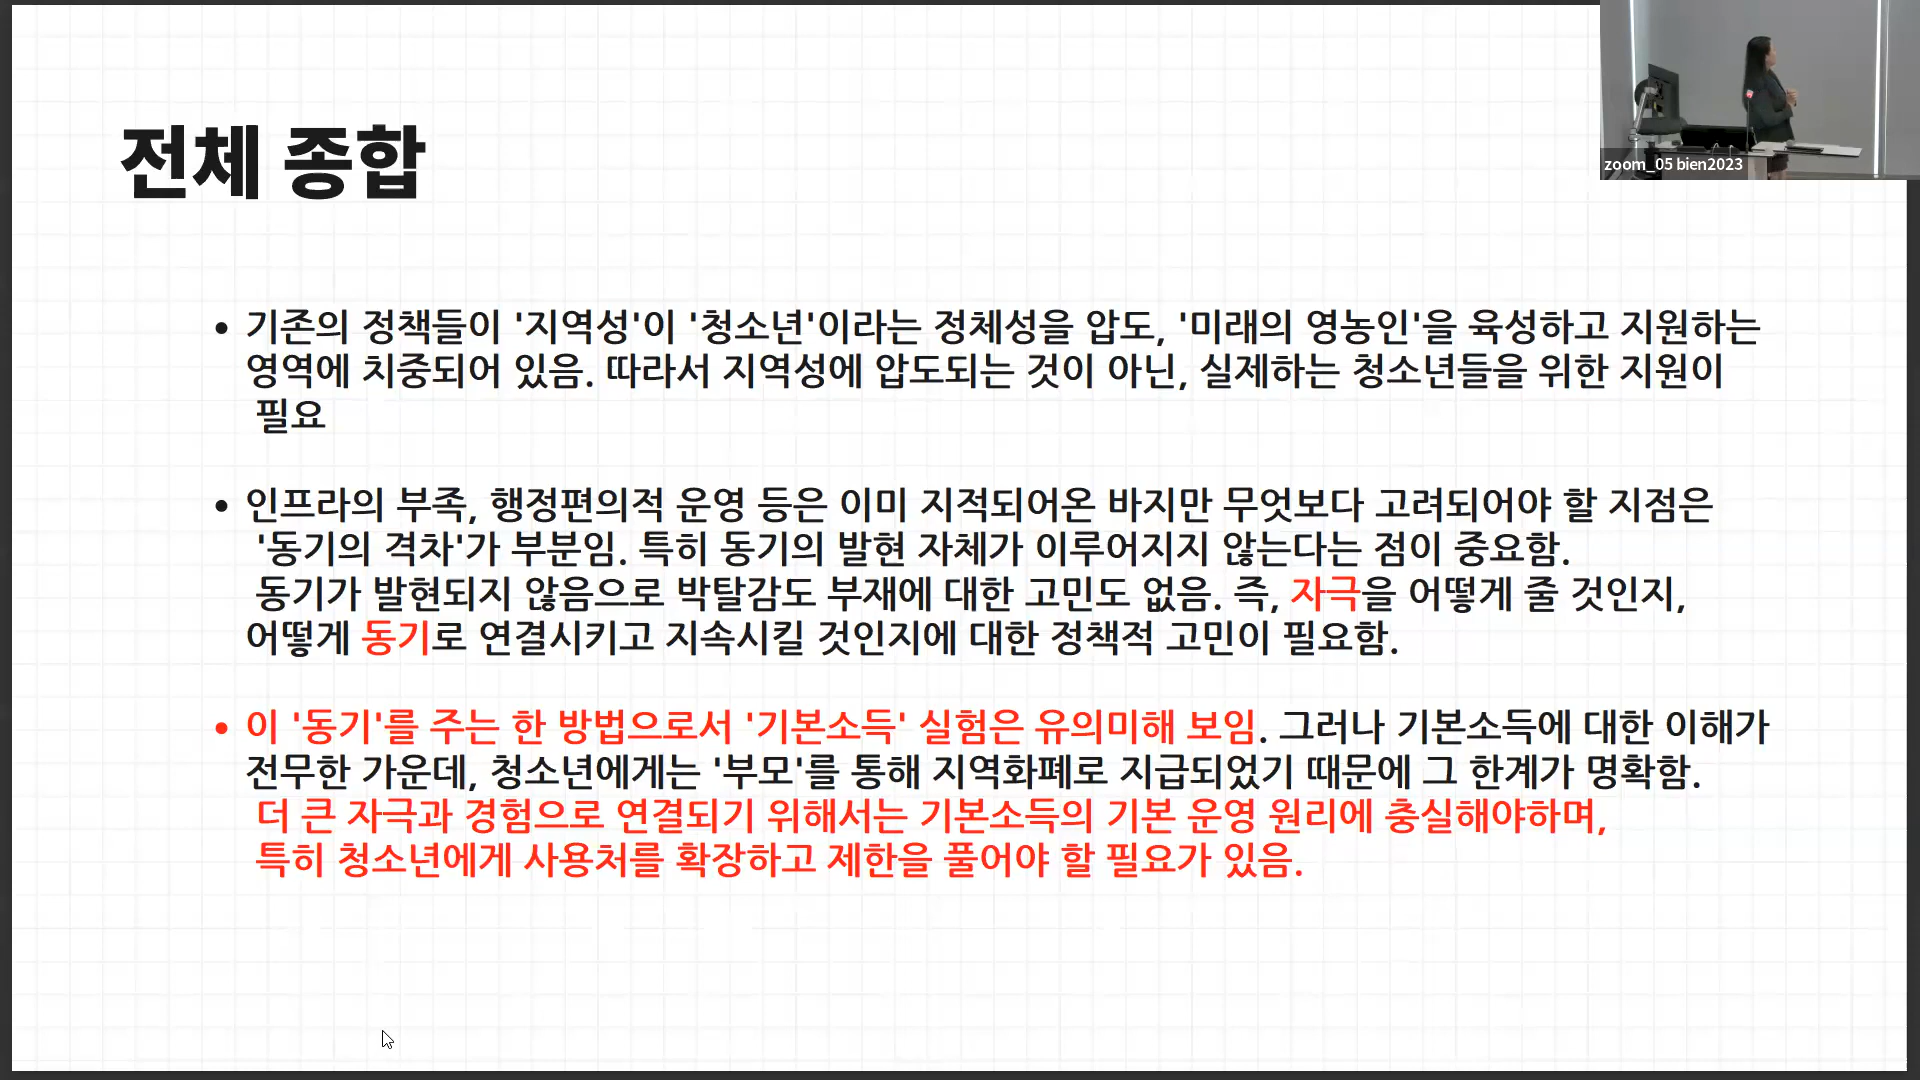 전체 종합
zoom_05 bien2023
• 기존의 정책들이 '지역성'이 '청소년'이라는 정체성을 압도, '미래의 영농인'을 육성하고 지원하는
영역에 치중되어 있음. 따라서 지역성에 압도되는 것이 아닌, 실제하는 청소년들을 위한 지원이
필요
• 인프라의 부족, 행정편의적 운영 등은 이미 지적되어온 바지만 무엇보다 고려되어야 할 지점은
'동기의 격차'가 부분임. 특히 동기의 발현 자체가 이루어지지 않는다는 점이 중요함.
동기가 발현되지 않음으로 박탈감도 부재에 대한 고민도 없음. 즉, 자극을 어떻게 줄 것인지,
어떻게 동기로 연결시키고 지속시킬 것인지에 대한 정책적 고민이 필요함.
• 이 '동기'를 주는 한 방법으로서 '기본소득' 실험은 유의미해 보임. 그러나 기본소득에 대한 이해가
전무한 가운데, 청소년에게는 '부모'를 통해 지역화폐로 지급되었기 때문에 그 한계가 명확함.
더 큰 자극과 경험으로 연결되기 위해서는 기본소득의 기본 운영 원리에 충실해야하며,
특히 청소년에게 사용처를 확장하고 제한을 풀어야 할 필요가 있음.